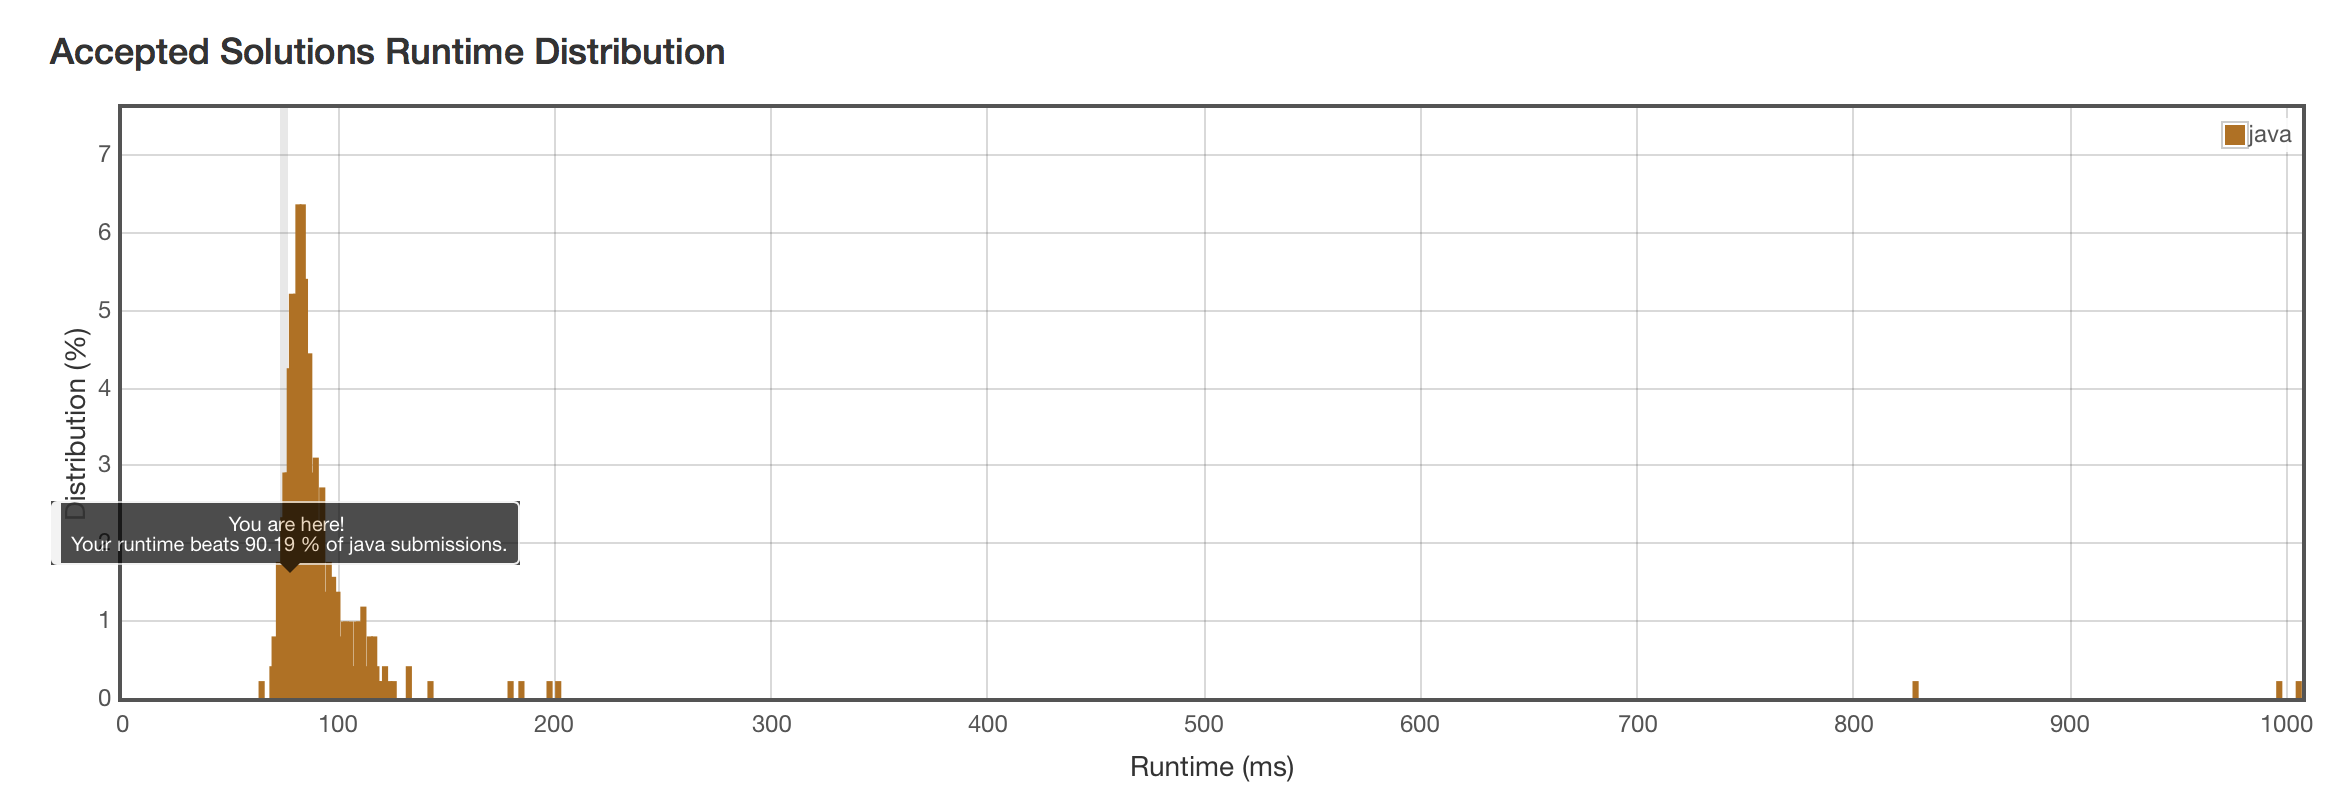 Accepted Solutions Runtime Distribution
java
7
6
5
4
3
2
1
0
Distribution (%)
You are here!
Your runtime beats 90.19 % of java submissions.
0 100 200 300 400 500 600 700 800 900 1000
Runtime (ms)